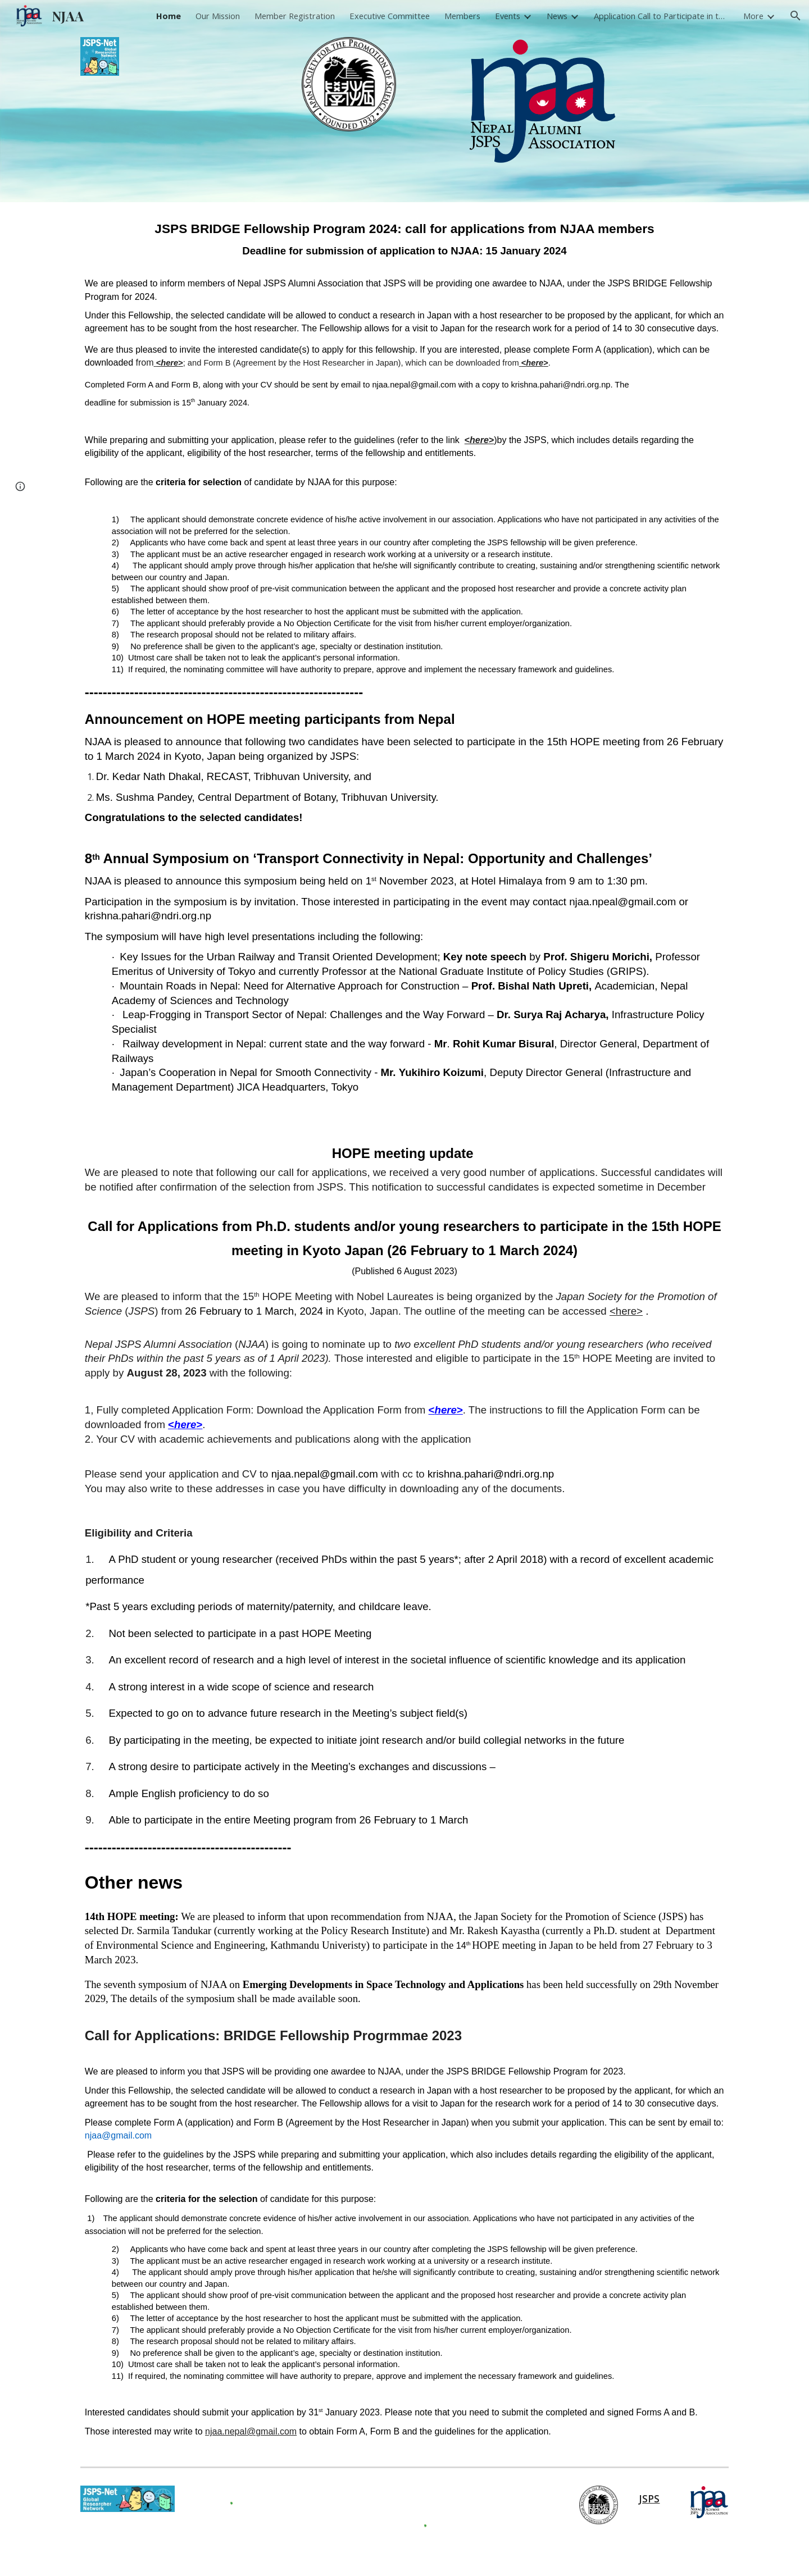 NJAA
Home
Our Mission
Member Registration
Executive Committee
Members
Events
News
Application Call to Participate in t...
More
JSPS-Net
SOCIETY FOR THE PROMOTION OF SCIENCE
JAPAN
FOUNDED 1932
学振
njaa
NEPAL ALUMNI
JSPS ASSOCIATION
JSPS BRIDGE Fellowship Program 2024: call for applications from NJAA members
Deadline for submission of application to NJAA: 15 January 2024
We are pleased to inform members of Nepal JSPS Alumni Association that JSPS will be providing one awardee to NJAA, under the JSPS BRIDGE Fellowship
Program for 2024.
Under this Fellowship, the selected candidate will be allowed to conduct a research in Japan with a host researcher to be proposed by the applicant, for which an
agreement has to be sought from the host researcher. The Fellowship allows for a visit to Japan for the research work for a period of 14 to 30 consecutive days.
We are thus pleased to invite the interested candidate(s) to apply for this fellowship. If you are interested, please complete Form A (application), which can be
downloaded from <here>; and Form B (Agreement by the Host Researcher in Japan), which can be downloaded from <here>.
Completed Form A and Form B, along with your CV should be sent by email to njaa.nepal@gmail.com with a copy to krishna.pahari@ndri.org.np. The
deadline for submission is 15th January 2024.
While preparing and submitting your application, please refer to the guidelines (refer to the link <here>)by the JSPS, which includes details regarding the
eligibility of the applicant, eligibility of the host researcher, terms of the fellowship and entitlements.
Following are the criteria for selection of candidate by NJAA for this purpose:
1) The applicant should demonstrate concrete evidence of his/he active involvement in our association. Applications who have not participated in any activities of the
association will not be preferred for the selection.
2) Applicants who have come back and spent at least three years in our country after completing the JSPS fellowship will be given preference.
3) The applicant must be an active researcher engaged in research work working at a university or a research institute.
4) The applicant should amply prove through his/her application that he/she will significantly contribute to creating, sustaining and/or strengthening scientific network
between our country and Japan.
5) The applicant should show proof of pre-visit communication between the applicant and the proposed host researcher and provide a concrete activity plan
established between them.
6) The letter of acceptance by the host researcher to host the applicant must be submitted with the application.
7) The applicant should preferably provide a No Objection Certificate for the visit from his/her current employer/organization.
8) The research proposal should not be related to military affairs.
9) No preference shall be given to the applicant's age, specialty or destination institution.
10) Utmost care shall be taken not to leak the applicant's personal information.
11) If required, the nominating committee will have authority to prepare, approve and implement the necessary framework and guidelines.
--------------------------------------------------------------
Announcement on HOPE meeting participants from Nepal
NJAA is pleased to announce that following two candidates have been selected to participate in the 15th HOPE meeting from 26 February
to 1 March 2024 in Kyoto, Japan being organized by JSPS:
1. Dr. Kedar Nath Dhakal, RECAST, Tribhuvan University, and
2. Ms. Sushma Pandey, Central Department of Botany, Tribhuvan University.
Congratulations to the selected candidates!
8th Annual Symposium on ‘Transport Connectivity in Nepal: Opportunity and Challenges’
NJAA is pleased to announce this symposium being held on 1st November 2023, at Hotel Himalaya from 9 am to 1:30 pm.
Participation in the symposium is by invitation. Those interested in participating in the event may contact njaa.npeal@gmail.com or
krishna.pahari@ndri.org.np
The symposium will have high level presentations including the following:
· Key Issues for the Urban Railway and Transit Oriented Development; Key note speech by Prof. Shigeru Morichi, Professor
Emeritus of University of Tokyo and currently Professor at the National Graduate Institute of Policy Studies (GRIPS).
· Mountain Roads in Nepal: Need for Alternative Approach for Construction – Prof. Bishal Nath Upreti, Academician, Nepal
Academy of Sciences and Technology
· Leap-Frogging in Transport Sector of Nepal: Challenges and the Way Forward – Dr. Surya Raj Acharya, Infrastructure Policy
Specialist
· Railway development in Nepal: current state and the way forward - Mr. Rohit Kumar Bisural, Director General, Department of
Railways
· Japan's Cooperation in Nepal for Smooth Connectivity - Mr. Yukihiro Koizumi, Deputy Director General (Infrastructure and
Management Department) JICA Headquarters, Tokyo
HOPE meeting update
We are pleased to note that following our call for applications, we received a very good number of applications. Successful candidates will
be notified after confirmation of the selection from JSPS. This notification to successful candidates is expected sometime in December
Call for Applications from Ph.D. students and/or young researchers to participate in the 15th HOPE
meeting in Kyoto Japan (26 February to 1 March 2024)
(Published 6 August 2023)
We are pleased to inform that the 15th HOPE Meeting with Nobel Laureates is being organized by the Japan Society for the Promotion of
Science (JSPS) from 26 February to 1 March, 2024 in Kyoto, Japan. The outline of the meeting can be accessed <here> .
Nepal JSPS Alumni Association (NJAA) is going to nominate up to two excellent PhD students and/or young researchers (who received
their PhDs within the past 5 years as of 1 April 2023). Those interested and eligible to participate in the 15th HOPE Meeting are invited to
apply by August 28, 2023 with the following:
1, Fully completed Application Form: Download the Application Form from <here>. The instructions to fill the Application Form can be
downloaded from <here>.
2. Your CV with academic achievements and publications along with the application
Please send your application and CV to njaa.nepal@gmail.com with cc to krishna.pahari@ndri.org.np
You may also write to these addresses in case you have difficulty in downloading any of the documents.
Eligibility and Criteria
1. A PhD student or young researcher (received PhDs within the past 5 years*; after 2 April 2018) with a record of excellent academic
performance
*Past 5 years excluding periods of maternity/paternity, and childcare leave.
2. Not been selected to participate in a past HOPE Meeting
3. An excellent record of research and a high level of interest in the societal influence of scientific knowledge and its application
4. A strong interest in a wide scope of science and research
5. Expected to go on to advance future research in the Meeting's subject field(s)
6. By participating in the meeting, be expected to initiate joint research and/or build collegial networks in the future
7. A strong desire to participate actively in the Meeting's exchanges and discussions –
8. Ample English proficiency to do so
9. Able to participate in the entire Meeting program from 26 February to 1 March
----------------------------------------------
Other news
14th HOPE meeting: We are pleased to inform that upon recommendation from NJAA, the Japan Society for the Promotion of Science (JSPS) has
selected Dr. Sarmila Tandukar (currently working at the Policy Research Institute) and Mr. Rakesh Kayastha (currently a Ph.D. student at Department
of Environmental Science and Engineering, Kathmandu Univeristy) to participate in the 14th HOPE meeting in Japan to be held from 27 February to 3
March 2023.
The seventh symposium of NJAA on Emerging Developments in Space Technology and Applications has been held successfully on 29th November
2029, The details of the symposium shall be made available soon.
Call for Applications: BRIDGE Fellowship Progrmmae 2023
We are pleased to inform you that JSPS will be providing one awardee to NJAA, under the JSPS BRIDGE Fellowship Program for 2023.
Under this Fellowship, the selected candidate will be allowed to conduct a research in Japan with a host researcher to be proposed by the applicant, for which an
agreement has to be sought from the host researcher. The Fellowship allows for a visit to Japan for the research work for a period of 14 to 30 consecutive days.
Please complete Form A (application) and Form B (Agreement by the Host Researcher in Japan) when you submit your application. This can be sent by email to:
njaa@gmail.com
Please refer to the guidelines by the JSPS while preparing and submitting your application, which also includes details regarding the eligibility of the applicant,
eligibility of the host researcher, terms of the fellowship and entitlements.
Following are the criteria for the selection of candidate for this purpose:
1) The applicant should demonstrate concrete evidence of his/her active involvement in our association. Applications who have not participated in any activities of the
association will not be preferred for the selection.
2) Applicants who have come back and spent at least three years in our country after completing the JSPS fellowship will be given preference.
3) The applicant must be an active researcher engaged in research work working at a university or a research institute.
4) The applicant should amply prove through his/her application that he/she will significantly contribute to creating, sustaining and/or strengthening scientific network
between our country and Japan.
5) The applicant should show proof of pre-visit communication between the applicant and the proposed host researcher and provide a concrete activity plan
established between them.
6) The letter of acceptance by the host researcher to host the applicant must be submitted with the application.
7) The applicant should preferably provide a No Objection Certificate for the visit from his/her current employer/organization.
8) The research proposal should not be related to military affairs.
9) No preference shall be given to the applicant's age, specialty or destination institution.
10) Utmost care shall be taken not to leak the applicant's personal information.
11) If required, the nominating committee will have authority to prepare, approve and implement the necessary framework and guidelines.
Interested candidates should submit your application by 31st January 2023. Please note that you need to submit the completed and signed Forms A and B.
Those interested may write to njaa.nepal@gmail.com to obtain Form A, Form B and the guidelines for the application.
JSPS-Net
Global
Researcher
Network
JSPS
njaa